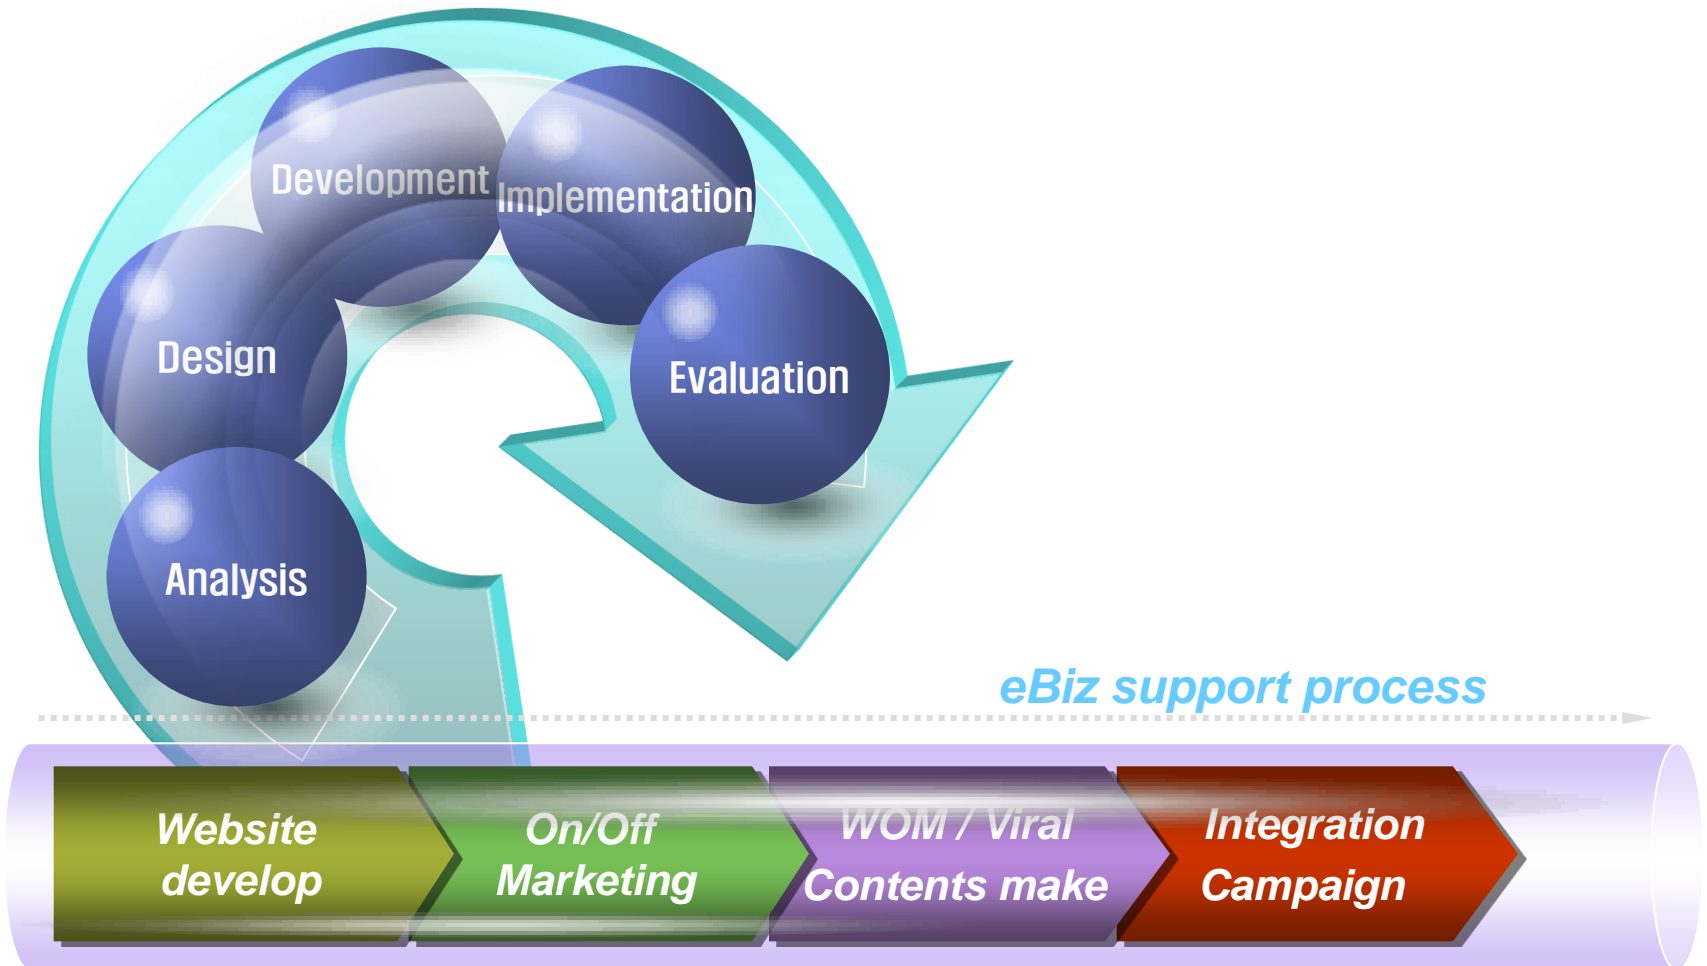 Development
Implementation
Design
Evaluation
Analysis
eBiz support process
Website
develop
On/Off
Marketing
WOM / Viral
Contents make
Integration
Campaign